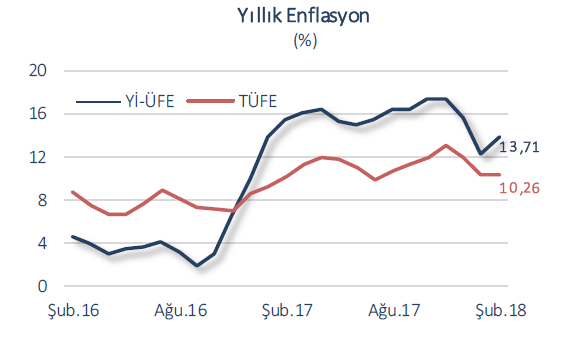 Yıllık Enflasyon
(%)
20
16
12
8
4
0
Yİ-ÜFE
TÜFE
13,71
10,26
Şub.16 Ağu.16 Şub.17 Ağu.17 Şub.18